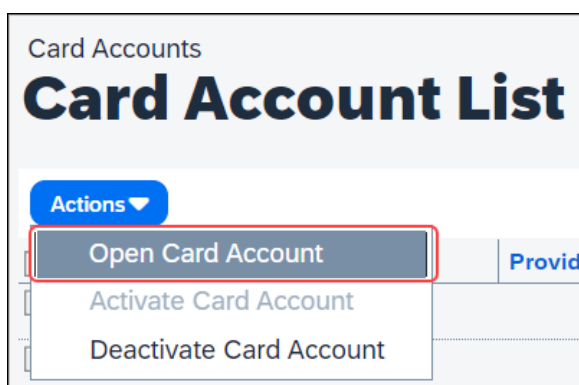 Card Accounts
Card Account List
Actions
Open Card Account
Provid
Activate Card Account
Deactivate Card Account